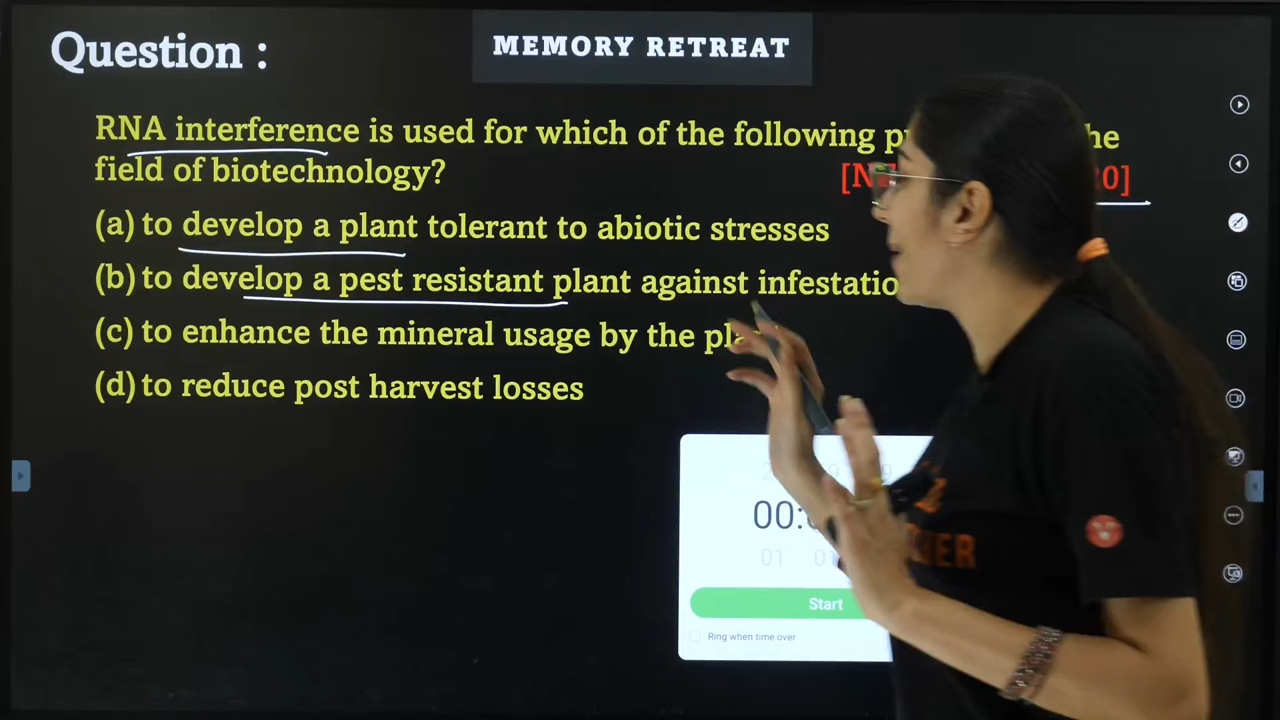 Question :
MEMORY RETREAT
RNA interference is used for which of the following
field of biotechnology?
(a) to develop a plant tolerant to abiotic stresses
(b) to develop a pest resistant plant against
(c) to enhance the mineral usage by the
(d) to reduce post harvest losses
Start
Ring when time over